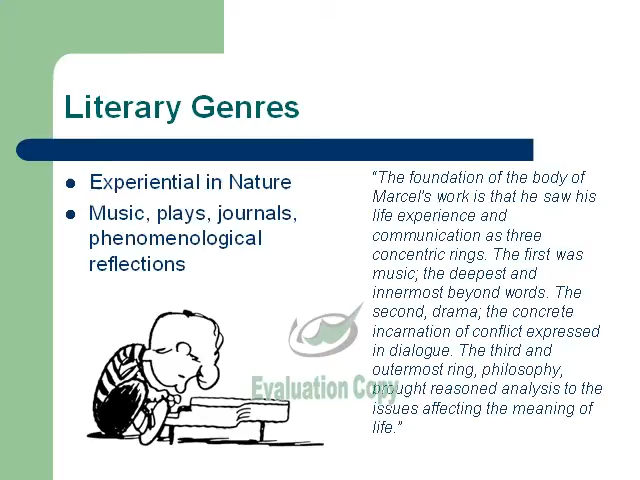 Literary Genres
Experiential in Nature
Music, plays, journals,
phenomenological
reflections
“The foundation of the body of
Marcel's work is that he saw his
life experience and
communication as three
concentric rings. The first was
music; the deepest and
innermost beyond words. The
second, drama; the concrete
incarnation of conflict expressed
in dialogue. The third and
outermost ring, philosophy,
brought reasoned analysis to the
issues affecting the meaning of
life.”
Evaluation Copy